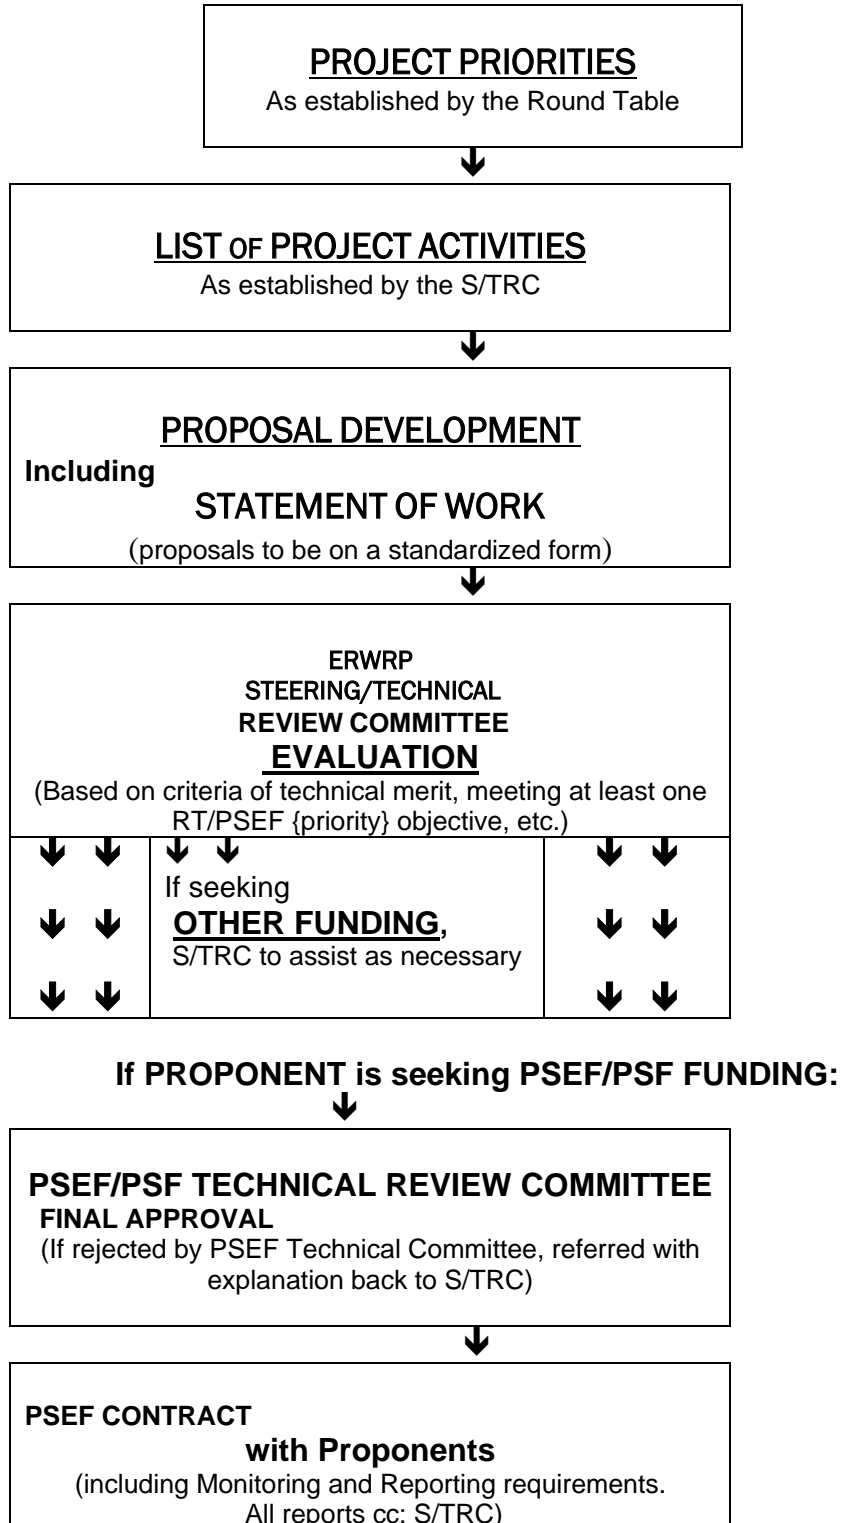 PROJECT PRIORITIES
As established by the Round Table
LIST OF PROJECT ACTIVITIES
As established by the S/TRC
PROPOSAL DEVELOPMENT
Including
STATEMENT OF WORK
(proposals to be on a standardized form)
ERWRP
STEERING/TECHNICAL
REVIEW COMMITTEE
EVALUATION
(Based on criteria of technical merit, meeting at least one
RT/PSEF {priority} objective, etc.)
If seeking
OTHER FUNDING,
S/TRC to assist as necessary
If PROPONENT is seeking PSEF/PSF FUNDING:
PSEF/PSF TECHNICAL REVIEW COMMITTEE
FINAL APPROVAL
(If rejected by PSEF Technical Committee, referred with
explanation back to S/TRC)
PSEF CONTRACT
with Proponents
(including Monitoring and Reporting requirements.
All reports cc: S/TRC)